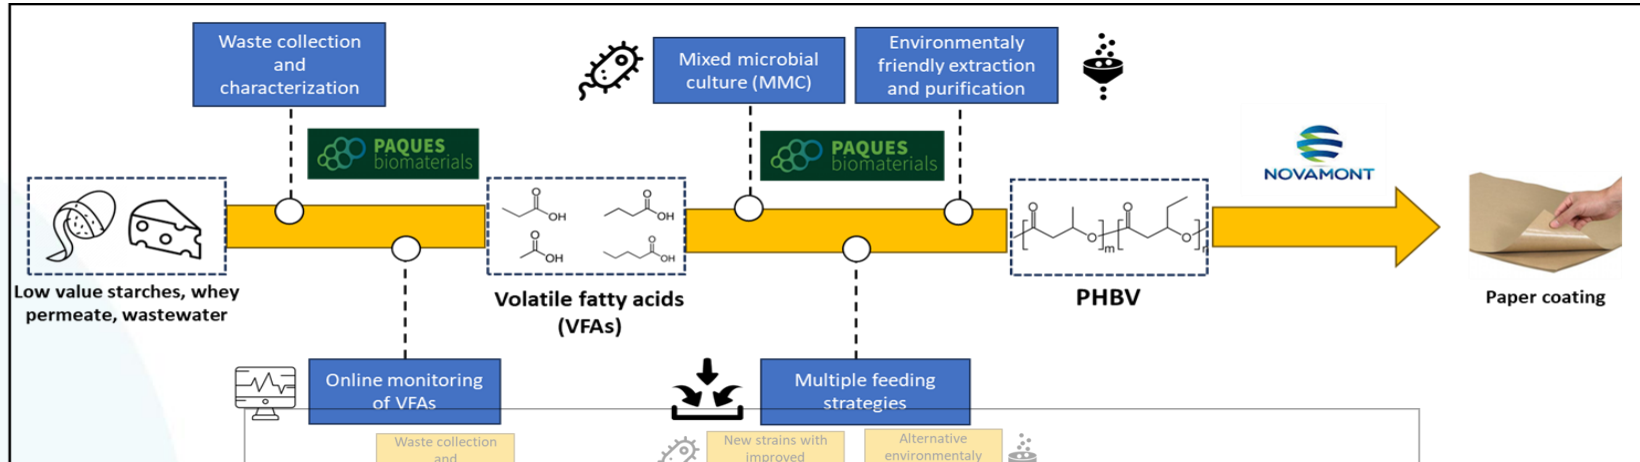 Waste collection
and
characterization
Mixed microbial
culture (MMC)
Environmentaly
friendly extraction
and purification
PAQUES
biomaterials
PAQUES
biomaterials
NOVAMONT
OH
OH
OH
OH
O
O
O
O
O
O
O
O
m
Low value starches, whey
permeate, wastewater
Volatile fatty acids
(VFAs)
PHBV
Paper coating
Online monitoring
of VFAs
Multiple feeding
strategies
Waste collection
and
New strains with
improved
Alternative
environmentaly